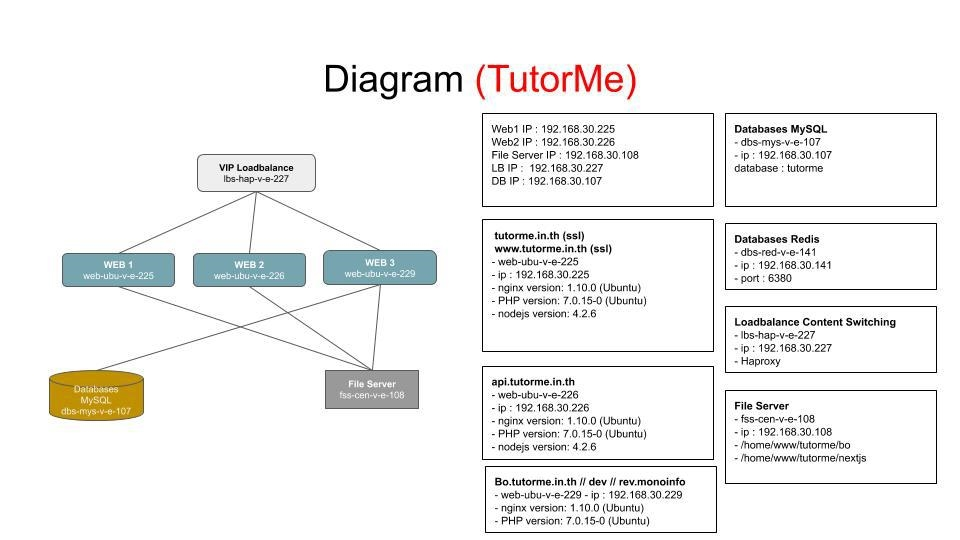 Diagram (TutorMe)
VIP Loadbalance
lbs-hap-v-e-227
WEB 1
web-ubu-v-e-225
WEB 2
web-ubu-v-e-226
WEB 3
web-ubu-v-e-229
Databases
MySQL
dbs-mys-v-e-107
File Server
fss-cen-v-e-108
Web1 IP : 192.168.30.225
Web2 IP : 192.168.30.226
File Server IP : 192.168.30.108
LB IP :  192.168.30.227
DB IP : 192.168.30.107
tutorme.in.th (ssl)
www.tutorme.in.th (ssl)
- web-ubu-v-e-225
- ip : 192.168.30.225
- nginx version: 1.10.0 (Ubuntu)
- PHP version: 7.0.15-0 (Ubuntu)
- nodejs version: 4.2.6
api.tutorme.in.th
- web-ubu-v-e-226
- ip : 192.168.30.226
- nginx version: 1.10.0 (Ubuntu)
- PHP version: 7.0.15-0 (Ubuntu)
- nodejs version: 4.2.6
Bo.tutorme.in.th // dev // rev.monoinfo
- web-ubu-v-e-229 - ip : 192.168.30.229
- nginx version: 1.10.0 (Ubuntu)
- PHP version: 7.0.15-0 (Ubuntu)
Databases MySQL
- dbs-mys-v-e-107
- ip : 192.168.30.107
database : tutorme
Databases Redis
- dbs-red-v-e-141
- ip : 192.168.30.141
- port : 6380
Loadbalance Content Switching
- lbs-hap-v-e-227
- ip : 192.168.30.227
- Haproxy
File Server
- fss-cen-v-e-108
- ip : 192.168.30.108
- /home/www/tutorme/bo
- /home/www/tutorme/nextjs